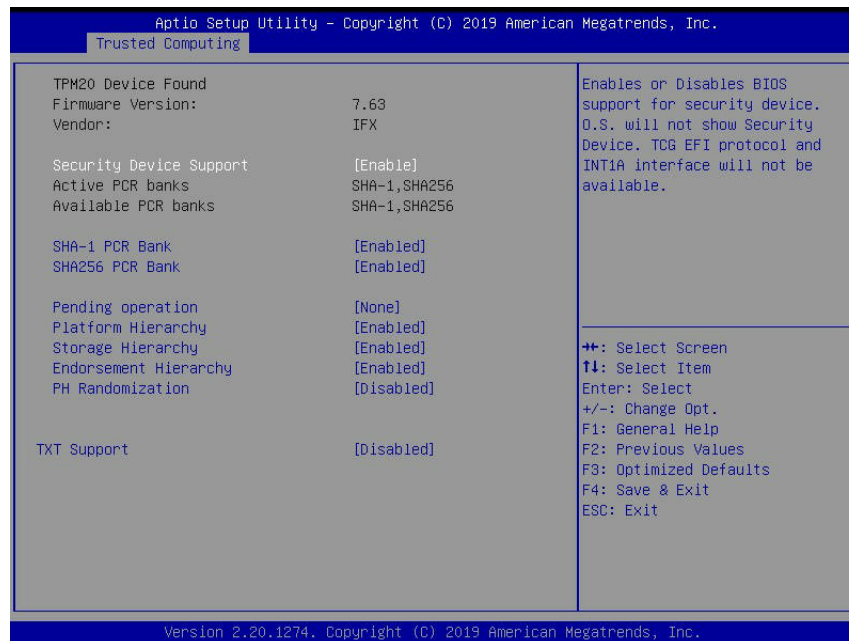 Aptio Setup Utility – Copyright (C) 2019 American Megatrends, Inc.
Trusted Computing
TPM20 Device Found
Firmware Version: 7.63
Vendor: IFX
Security Device Support [Enable]
Active PCR banks SHA-1,SHA256
Available PCR banks SHA-1,SHA256
SHA-1 PCR Bank [Enabled]
SHA256 PCR Bank [Enabled]
Pending operation [None]
Platform Hierarchy [Enabled]
Storage Hierarchy [Enabled]
Endorsement Hierarchy [Enabled]
PH Randomization [Disabled]
TXT Support [Disabled]
Enables or Disables BIOS
support for security device.
O.S. will not show Security
Device. TCG EFI protocol and
INT1A interface will not be
available.
→←: Select Screen
↑↓: Select Item
Enter: Select
+/-: Change Opt.
F1: General Help
F2: Previous Values
F3: Optimized Defaults
F4: Save & Exit
ESC: Exit
Version 2.20.1274. Copyright (C) 2019 American Megatrends, Inc.